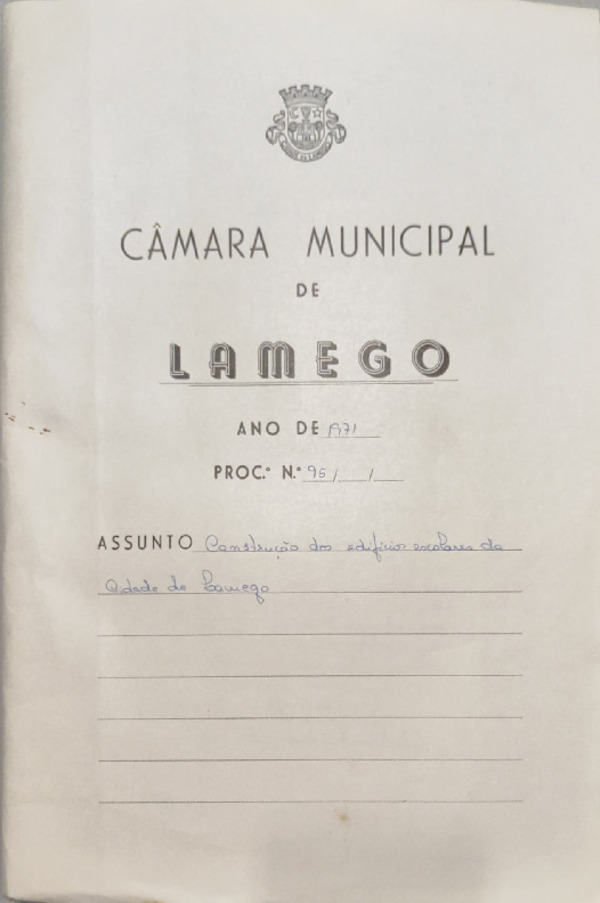 CÂMARA MUNICIPAL
DE
LAMEGO
ANO DE 1971
PROC.º N.º 95/ /
ASSUNTO Construção dos edifícios escolares da
Cidade de Lamego